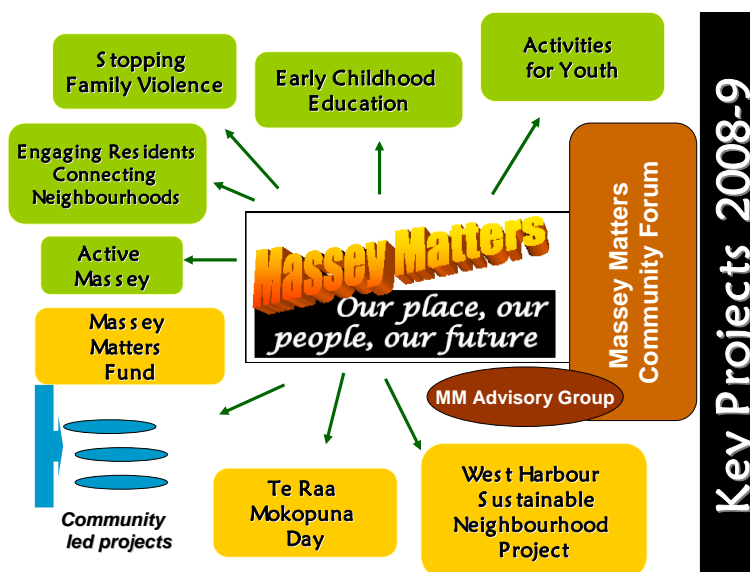 Stopping
Family Violence
Early Childhood
Education
Activities
for Youth
Engaging Residents
Connecting
Neighbourhoods
Active
Massey
Massey
Matters
Fund
Massey Matters
Our place, our
people, our future
Massey Matters
Community Forum
MM Advisory Group
Key Projects 2008-9
Community
led projects
Te Raa
Mokopuna
Day
West Harbour
Sustainable
Neighbourhood
Project